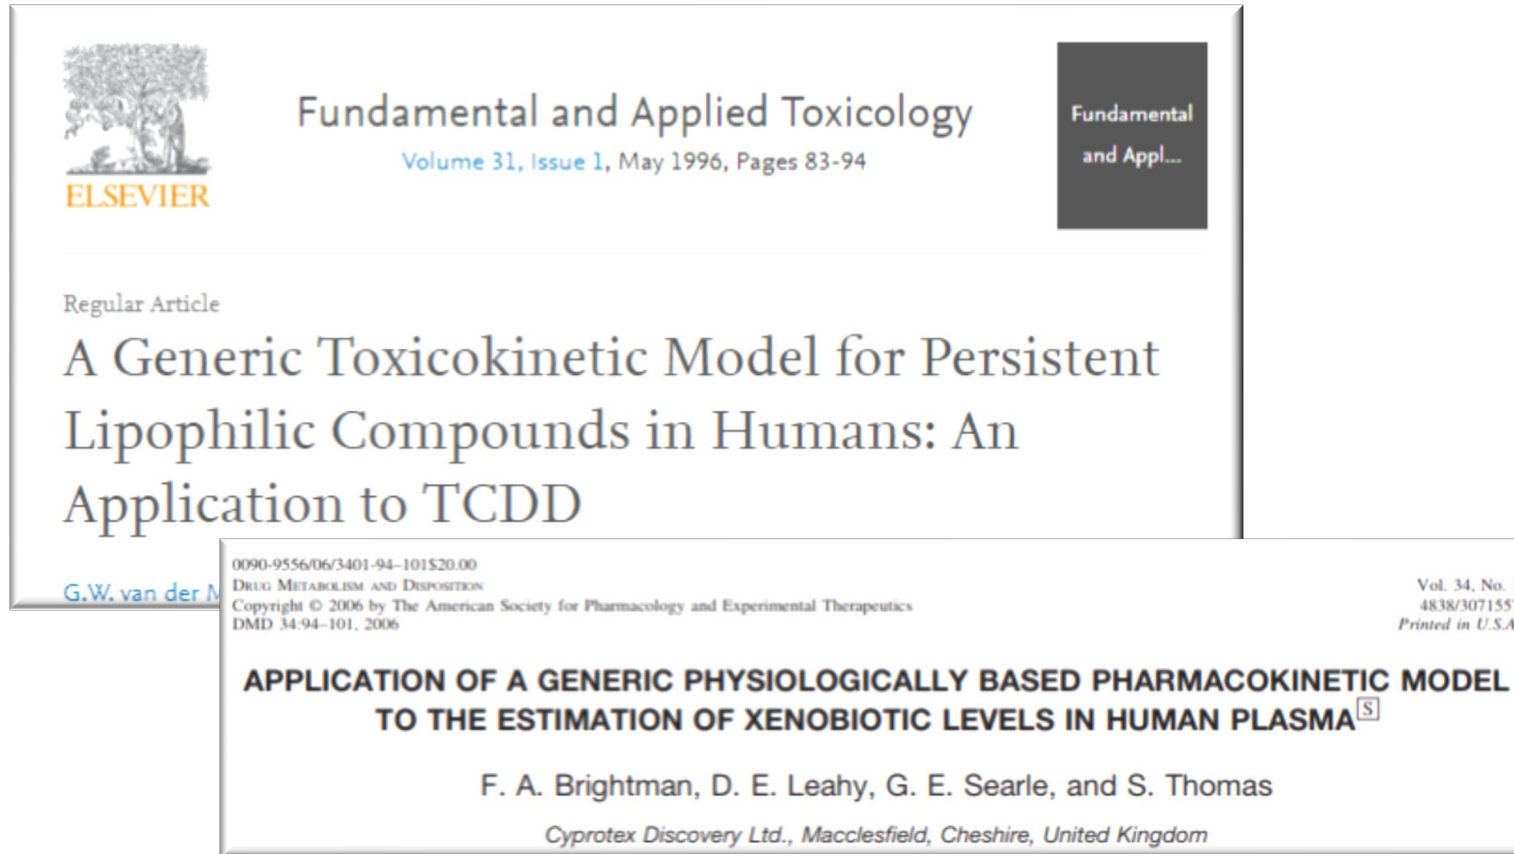 ELSEVIER
Fundamental and Applied Toxicology
Volume 31, Issue 1, May 1996, Pages 83-94
Fundamental
and Appl...
Regular Article
A Generic Toxicokinetic Model for Persistent
Lipophilic Compounds in Humans: An
Application to TCDD
G.W. van der
0090-9556/06/3401-94–101$20.00
DRUG METABOLISM AND DISPOSITION
Copyright © 2006 by The American Society for Pharmacology and Experimental Therapeutics
DMD 34:94–101, 2006
Vol. 34, No.
4838/307155
Printed in U.S.A
APPLICATION OF A GENERIC PHYSIOLOGICALLY BASED PHARMACOKINETIC MODEL
TO THE ESTIMATION OF XENOBIOTIC LEVELS IN HUMAN PLASMA[S]
F. A. Brightman, D. E. Leahy, G. E. Searle, and S. Thomas
Cyprotex Discovery Ltd., Macclesfield, Cheshire, United Kingdom